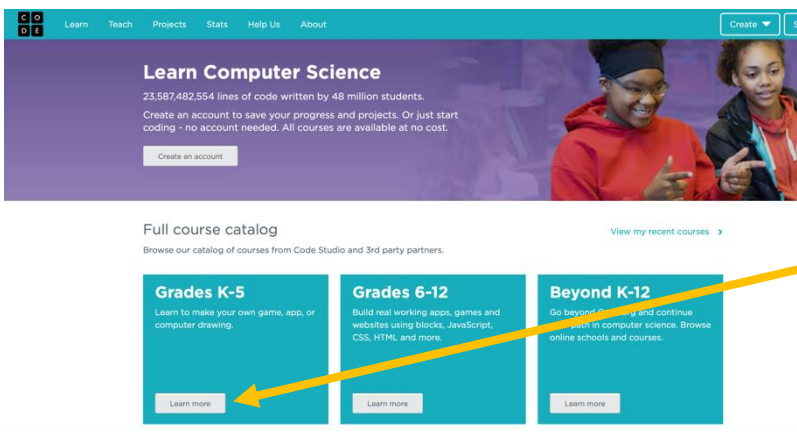 C O
D E
Learn Teach Projects Stats Help Us About
Create
Learn Computer Science
23,587,482,554 lines of code written by 48 million students.
Create an account to save your progress and projects. Or just start
coding - no account needed. All courses are available at no cost.
Create an account
Full course catalog
View my recent courses
Browse our catalog of courses from Code Studio and 3rd party partners.
Grades K-5
Learn to make your own game, app, or
computer drawing.
Learn more
Grades 6-12
Build real working apps, games and
websites using blocks, JavaScript,
CSS, HTML and more.
Learn more
Beyond K-12
Go beyond and continue
path in computer science. Browse
online schools and courses.
Learn more